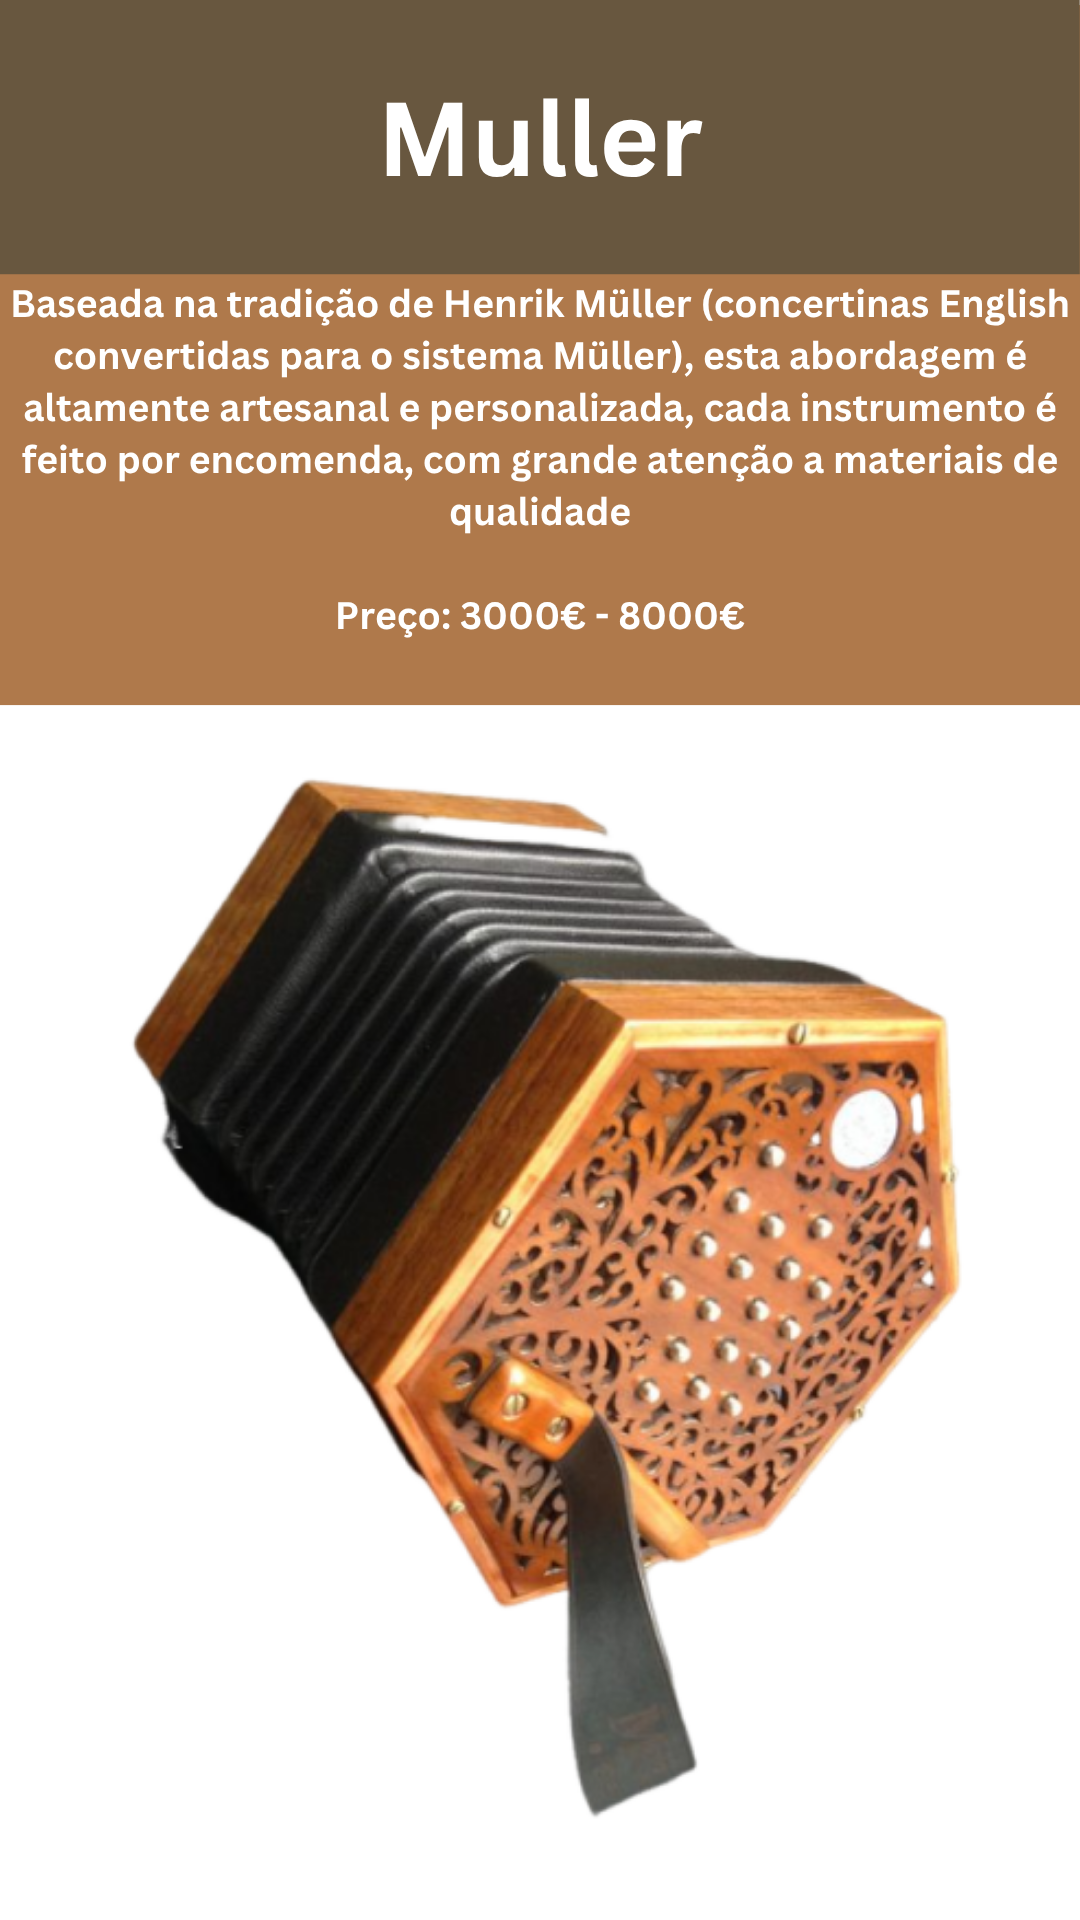 Muller
Baseada na tradição de Henrik Müller (concertinas English
convertidas para o sistema Müller), esta abordagem é
altamente artesanal e personalizada, cada instrumento é
feito por encomenda, com grande atenção a materiais de
qualidade
Preço: 3000€ - 8000€